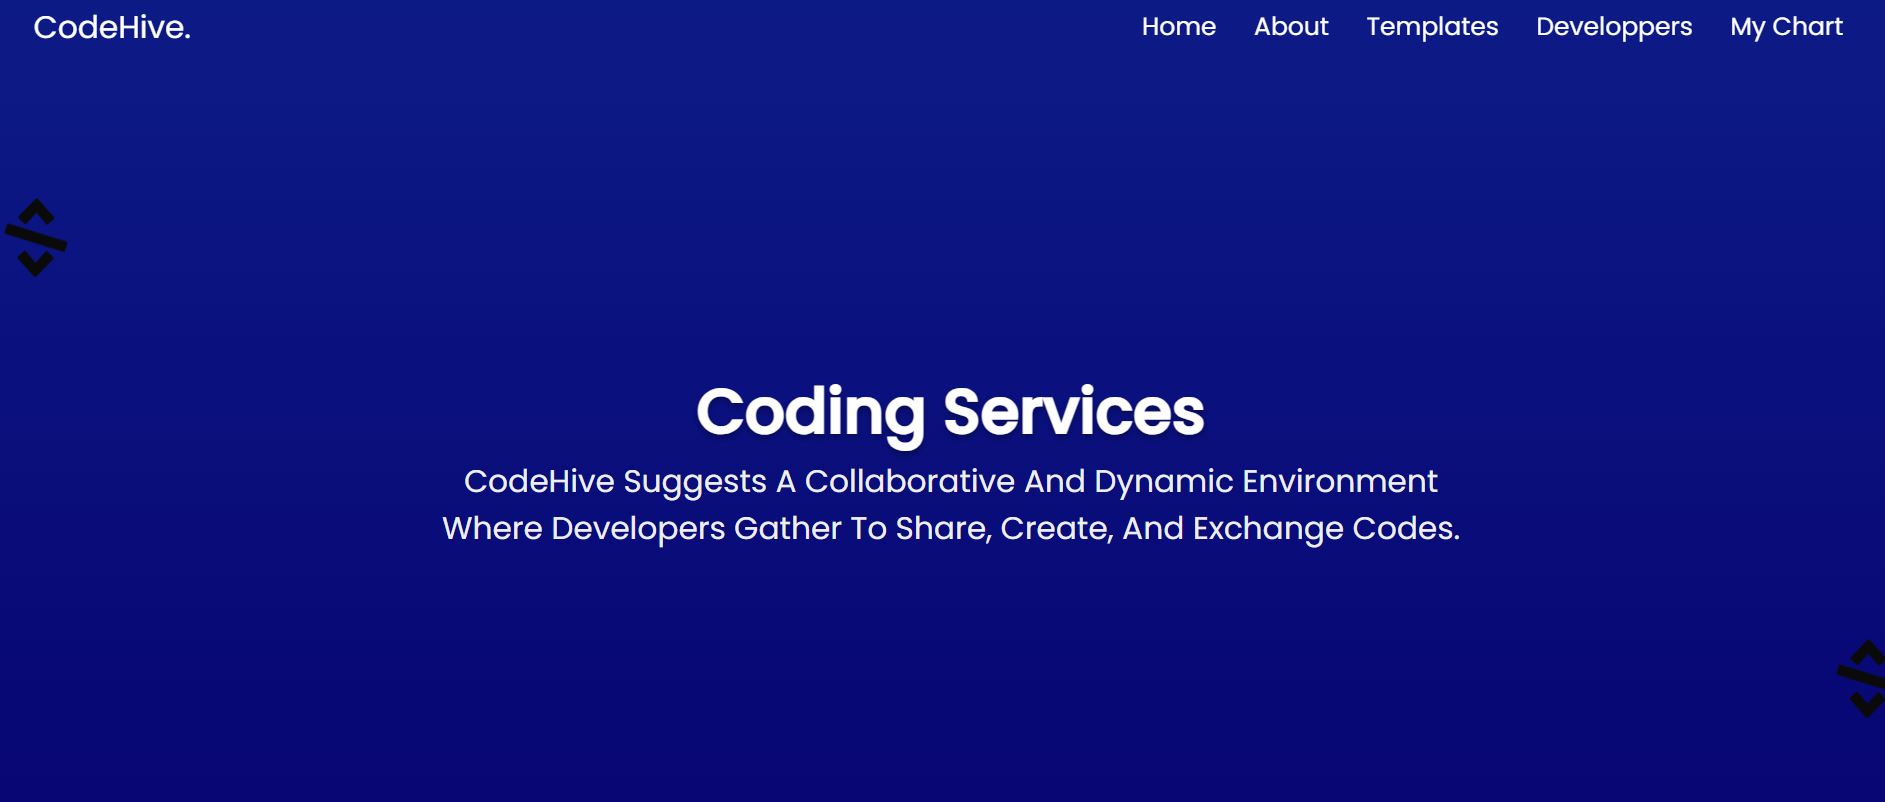 CodeHive.
Home About Templates Developpers My Chart
Coding Services
CodeHive Suggests A Collaborative And Dynamic Environment
Where Developers Gather To Share, Create, And Exchange Codes.